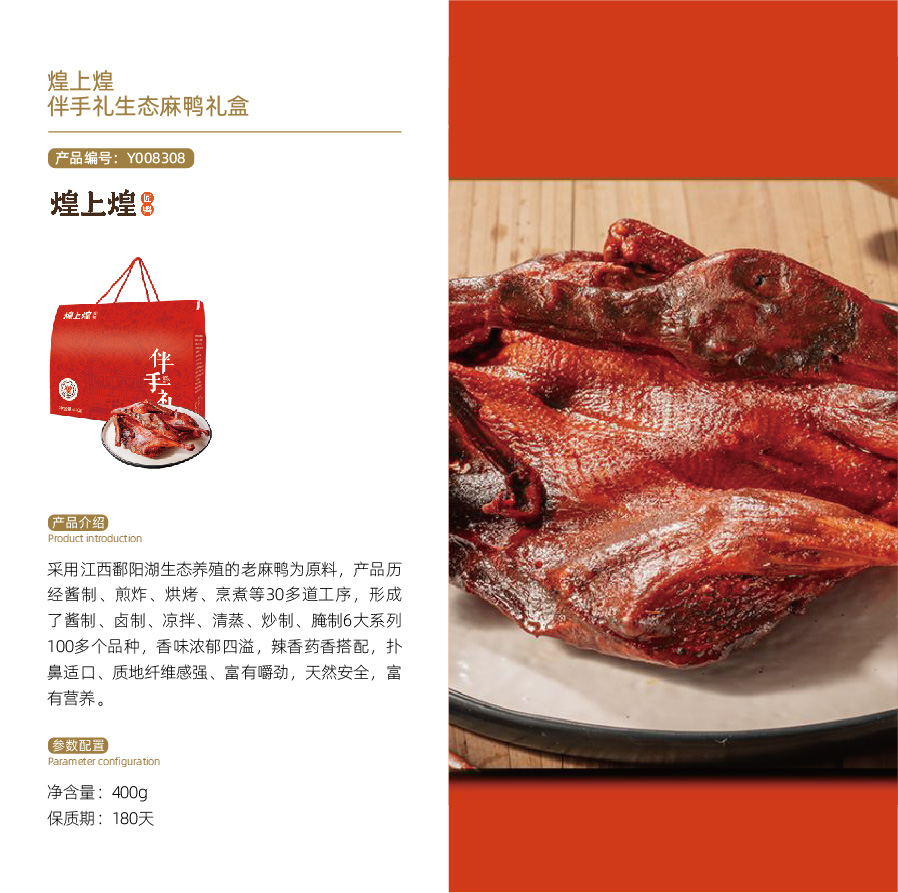 煌上煌
伴手礼生态麻鸭礼盒
产品编号：Y008308
煌上煌
煌上煌
伴
手
礼
产品介绍
Product introduction
采用江西鄱阳湖生态养殖的老麻鸭为原料，产品历
经酱制、煎炸、烘烤、烹煮等30多道工序，形成
了酱制、卤制、凉拌、清蒸、炒制、腌制6大系列
100多个品种，香味浓郁四溢，辣香药香搭配，扑
鼻适口、质地纤维感强、富有嚼劲，天然安全，富
有营养。
参数配置
Parameter configuration
净含量：400g
保质期：180天